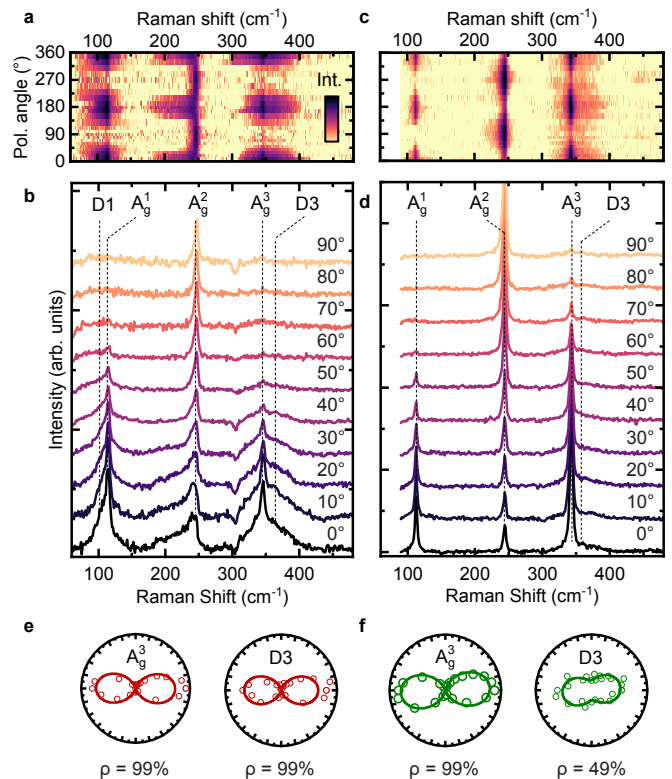 a
Raman shift (cm⁻¹)
100 200 300 400
Pol. angle (°)
360
270
180
90
0
Int.
c
Raman shift (cm⁻¹)
100 200 300 400
b
D1 A¹g A²g A³g D3
Intensity (arb. units)
90°
80°
70°
60°
50°
40°
30°
20°
10°
0°
100 200 300 400
Raman Shift (cm⁻¹)
d
A¹g A²g A³g D3
90°
80°
70°
60°
50°
40°
30°
20°
10°
0°
100 200 300 400
Raman Shift (cm⁻¹)
e
A³g
ρ = 99%
D3
ρ = 99%
f
A³g
ρ = 99%
D3
ρ = 49%